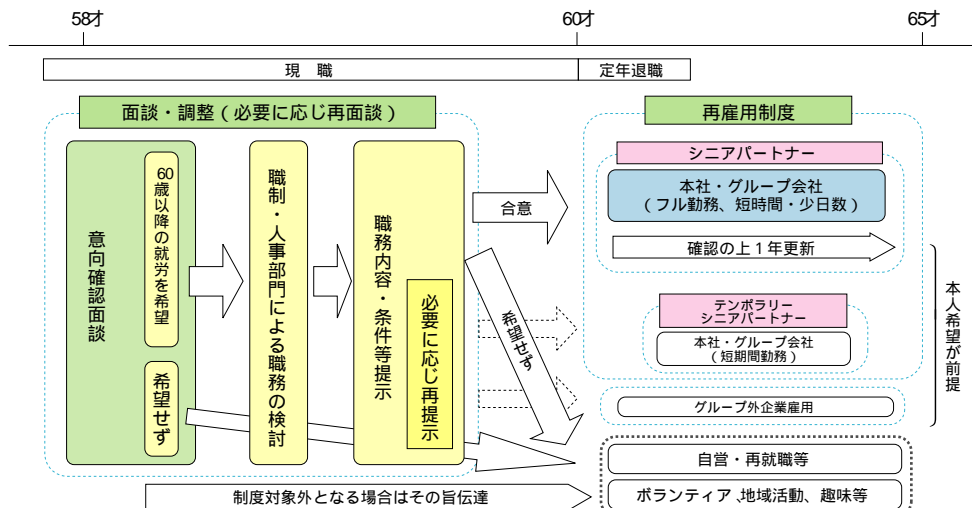 58才
60才
65才
現 職
定年退職
面談・調整(必要に応じ再面談)
再雇用制度
意向確認面談
60歳以降の就労を希望
希望せず
職制・人事部門による職務の検討
職務内容・条件等提示
必要に応じ再提示
合意
希望せず
シニアパートナー
本社・グループ会社
(フル勤務、短時間・少日数)
確認の上1年更新
テンポラリー
シニアパートナー
本社・グループ会社
(短期間勤務)
グループ外企業雇用
本人希望が前提
自営・再就職等
ボランティア、地域活動、趣味等
制度対象外となる場合はその旨伝達